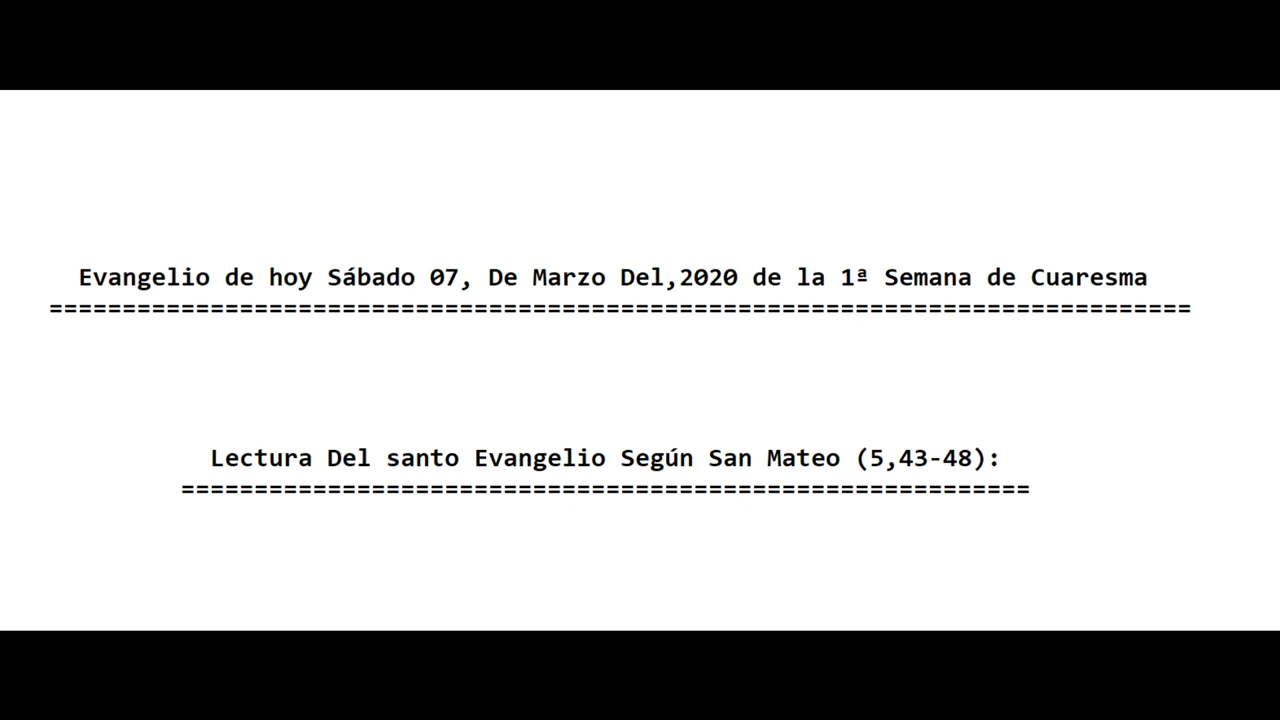 Evangelio de hoy Sábado 07, De Marzo Del,2020 de la 1ª Semana de Cuaresma
==============================================================================
Lectura Del santo Evangelio Según San Mateo (5,43-48):
==========================================================